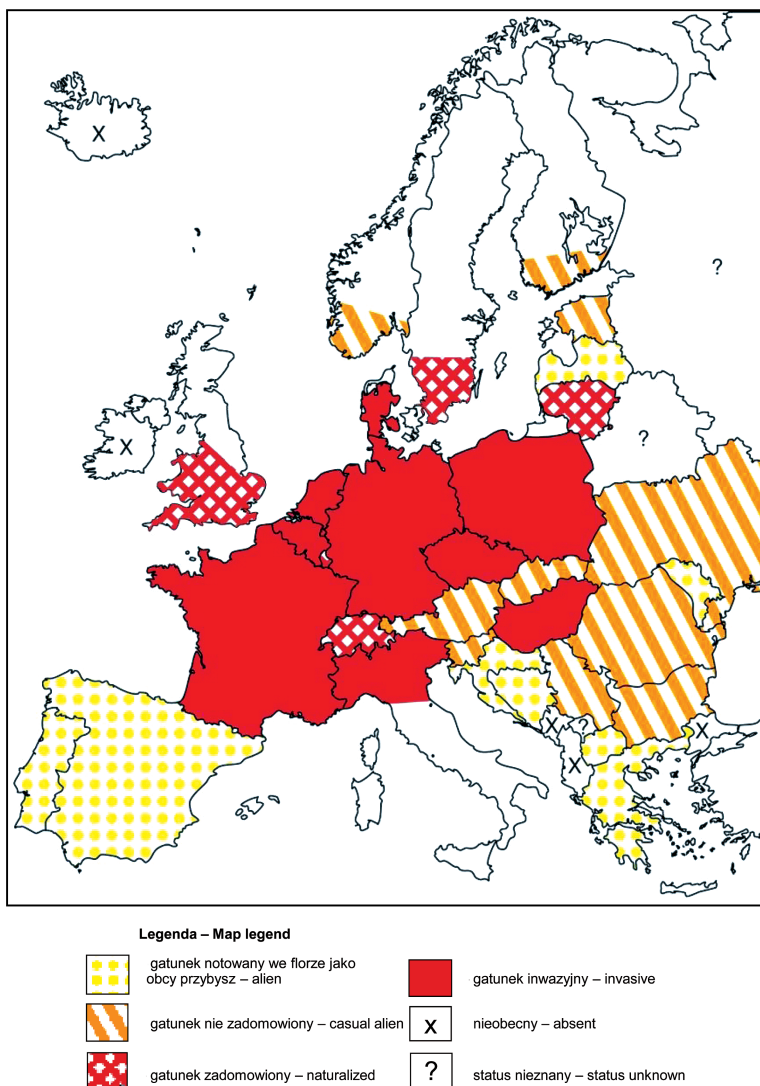 X
?
X
?
X
?
X
X
Legenda – Map legend
gatunek notowany we florze jako
obcy przybysz – alien
gatunek inwazyjny – invasive
gatunek nie zadomowiony – casual alien
X
nieobecny – absent
gatunek zadomowiony – naturalized
?
status nieznany – status unknown